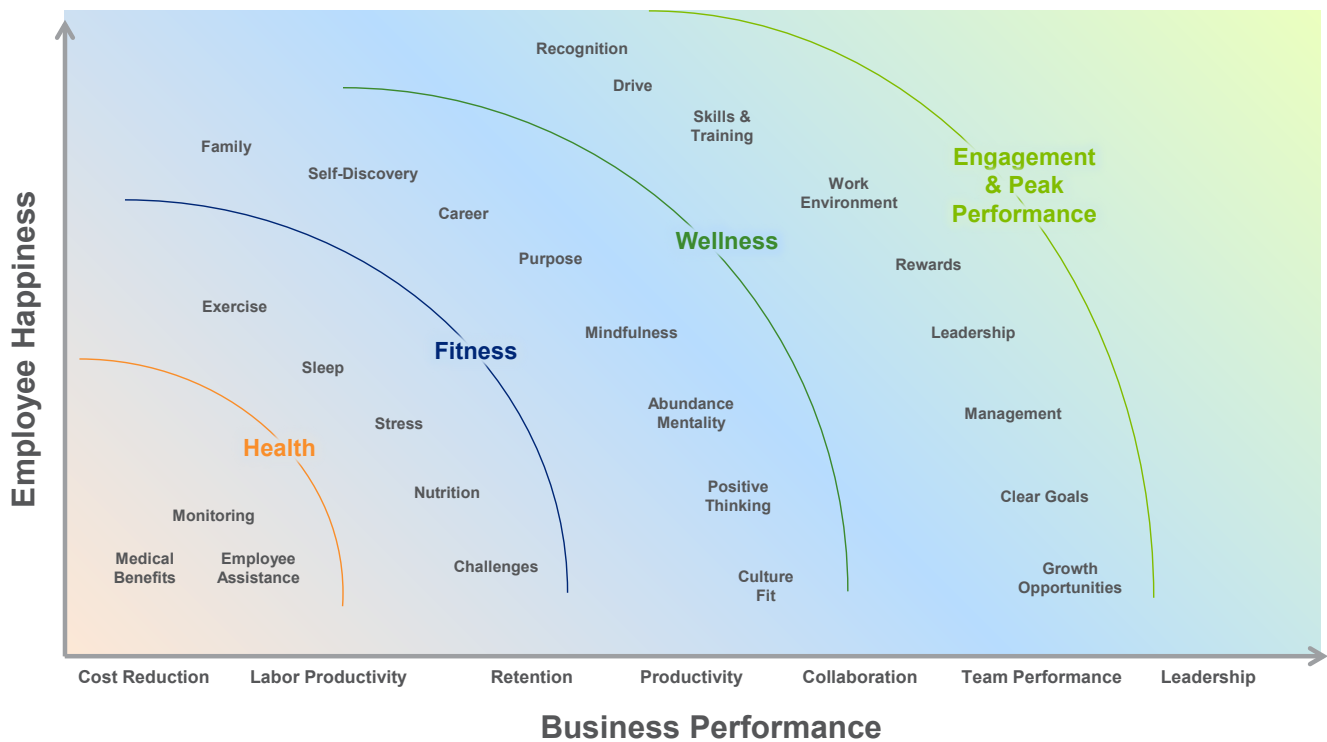 Recognition
Drive
Skills &
Training
Family
Self-Discovery
Career
Purpose
Work
Environment
Engagement
& Peak
Performance
Wellness
Rewards
Exercise
Mindfulness
Leadership
Fitness
Sleep
Abundance
Mentality
Management
Stress
Health
Nutrition
Positive
Thinking
Clear Goals
Monitoring
Medical
Benefits
Employee
Assistance
Challenges
Culture
Fit
Growth
Opportunities
Employee Happiness
Cost Reduction
Labor Productivity
Retention
Productivity
Collaboration
Team Performance
Leadership
Business Performance